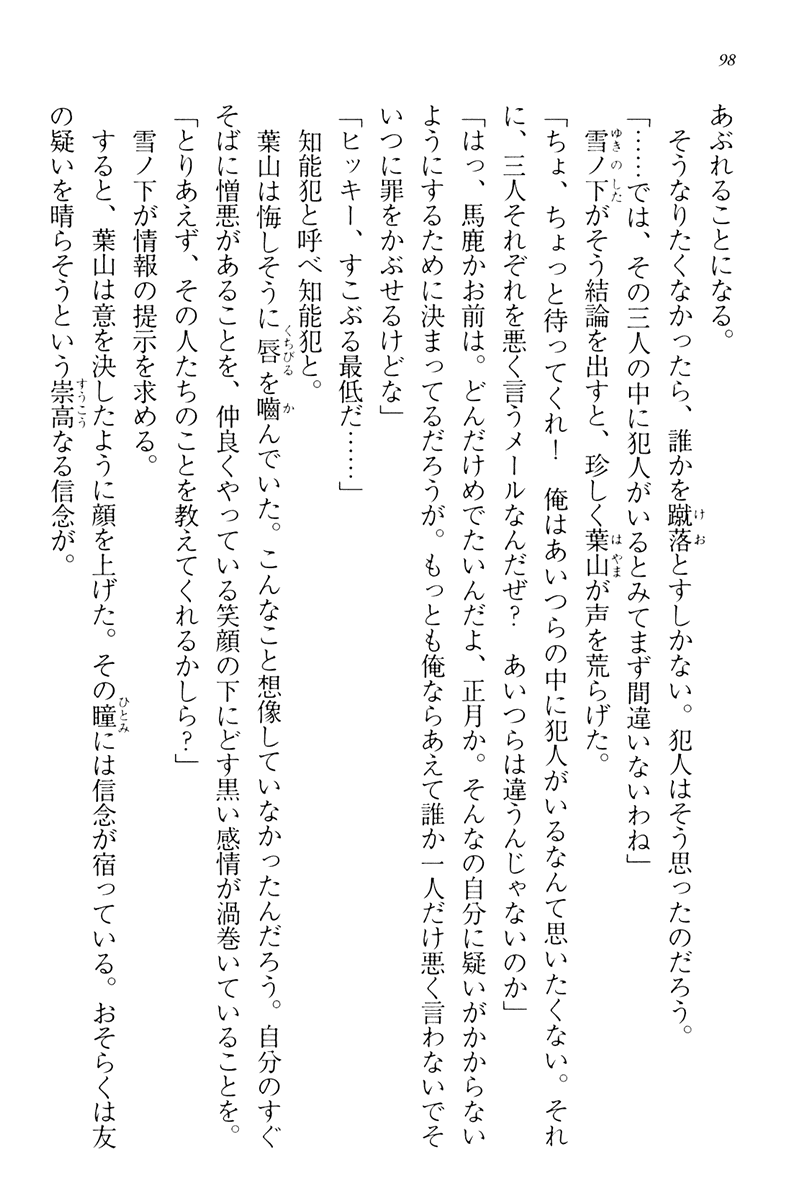 98
あぶれることになる。
　そうなりたくなかったら、誰かを蹴落とすしかない。犯人はそう思ったのだろう。
「……では、その三人の中に犯人がいるとみてまず間違いないわね」
　雪ノ下がそう結論を出すと、珍しく葉山が声を荒らげた。
「ちょ、ちょっと待ってくれ！　俺はあいつらの中に犯人がいるなんて思いたくない。それ
に、三人それぞれを悪く言うメールなんだぜ？　あいつらは違うんじゃないのか」
「はっ、馬鹿かお前は。どんだけめでたいんだよ、正月か。そんなの自分に疑いがかからない
ようにするために決まってるだろうが。もっとも俺ならあえて誰か一人だけ悪く言わないでそ
いつに罪をかぶせるけどな」
「ヒッキー、すこぶる最低だ……」
　知能犯と呼べ知能犯と。
　葉山は悔しそうに唇を嚙んでいた。こんなこと想像していなかったんだろう。自分のすぐ
そばに憎悪があることを、仲良くやっている笑顔の下にどす黒い感情が渦巻いていることを。
「とりあえず、その人たちのことを教えてくれるかしら？」
　雪ノ下が情報の提示を求める。
　すると、葉山は意を決したように顔を上げた。その瞳には信念が宿っている。おそらくは友
の疑いを晴らそうという崇高なる信念が。